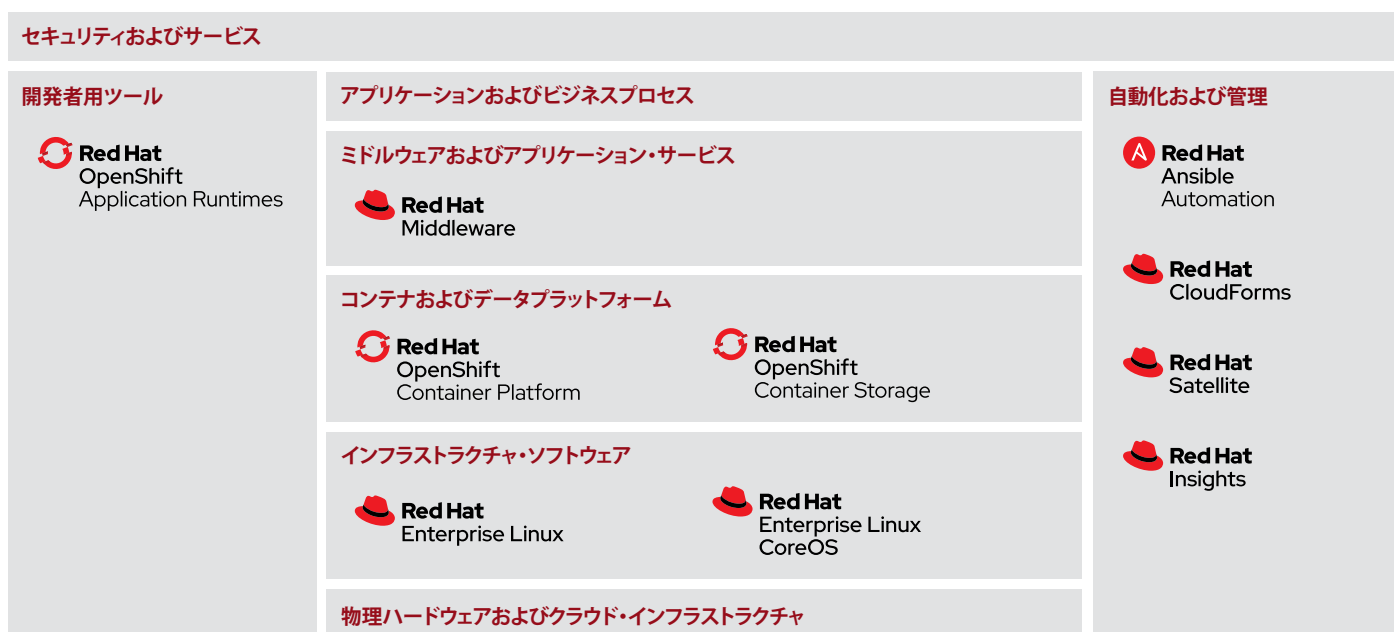 セキュリティおよびサービス
開発者用ツール
Red Hat
OpenShift
Application Runtimes
アプリケーションおよびビジネスプロセス
ミドルウェアおよびアプリケーション・サービス
Red Hat
Middleware
コンテナおよびデータプラットフォーム
Red Hat
OpenShift
Container Platform
Red Hat
OpenShift
Container Storage
インフラストラクチャ・ソフトウェア
Red Hat
Enterprise Linux
Red Hat
Enterprise Linux
CoreOS
物理ハードウェアおよびクラウド・インフラストラクチャ
自動化および管理
Red Hat
Ansible
Automation
Red Hat
CloudForms
Red Hat
Satellite
Red Hat
Insights